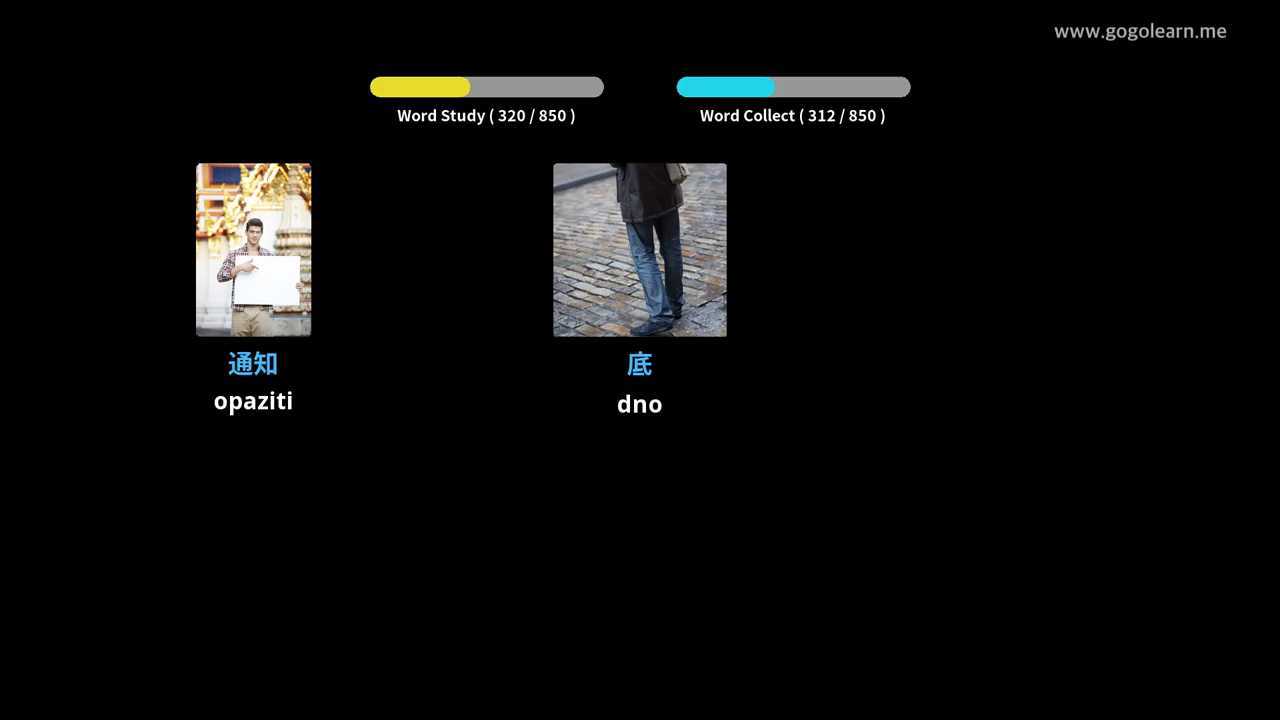 www.gogolearn.me
Word Study ( 320 / 850 )
Word Collect ( 312 / 850 )
通知
opaziti
底
dno